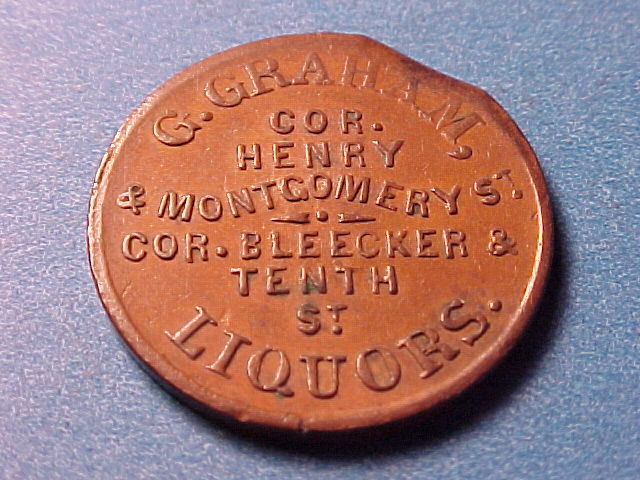 G. GRAHAM,
COR.
HENRY
& MONTGOMERY ST.
COR. BLEECKER &
TENTH
ST.
LIQUORS.